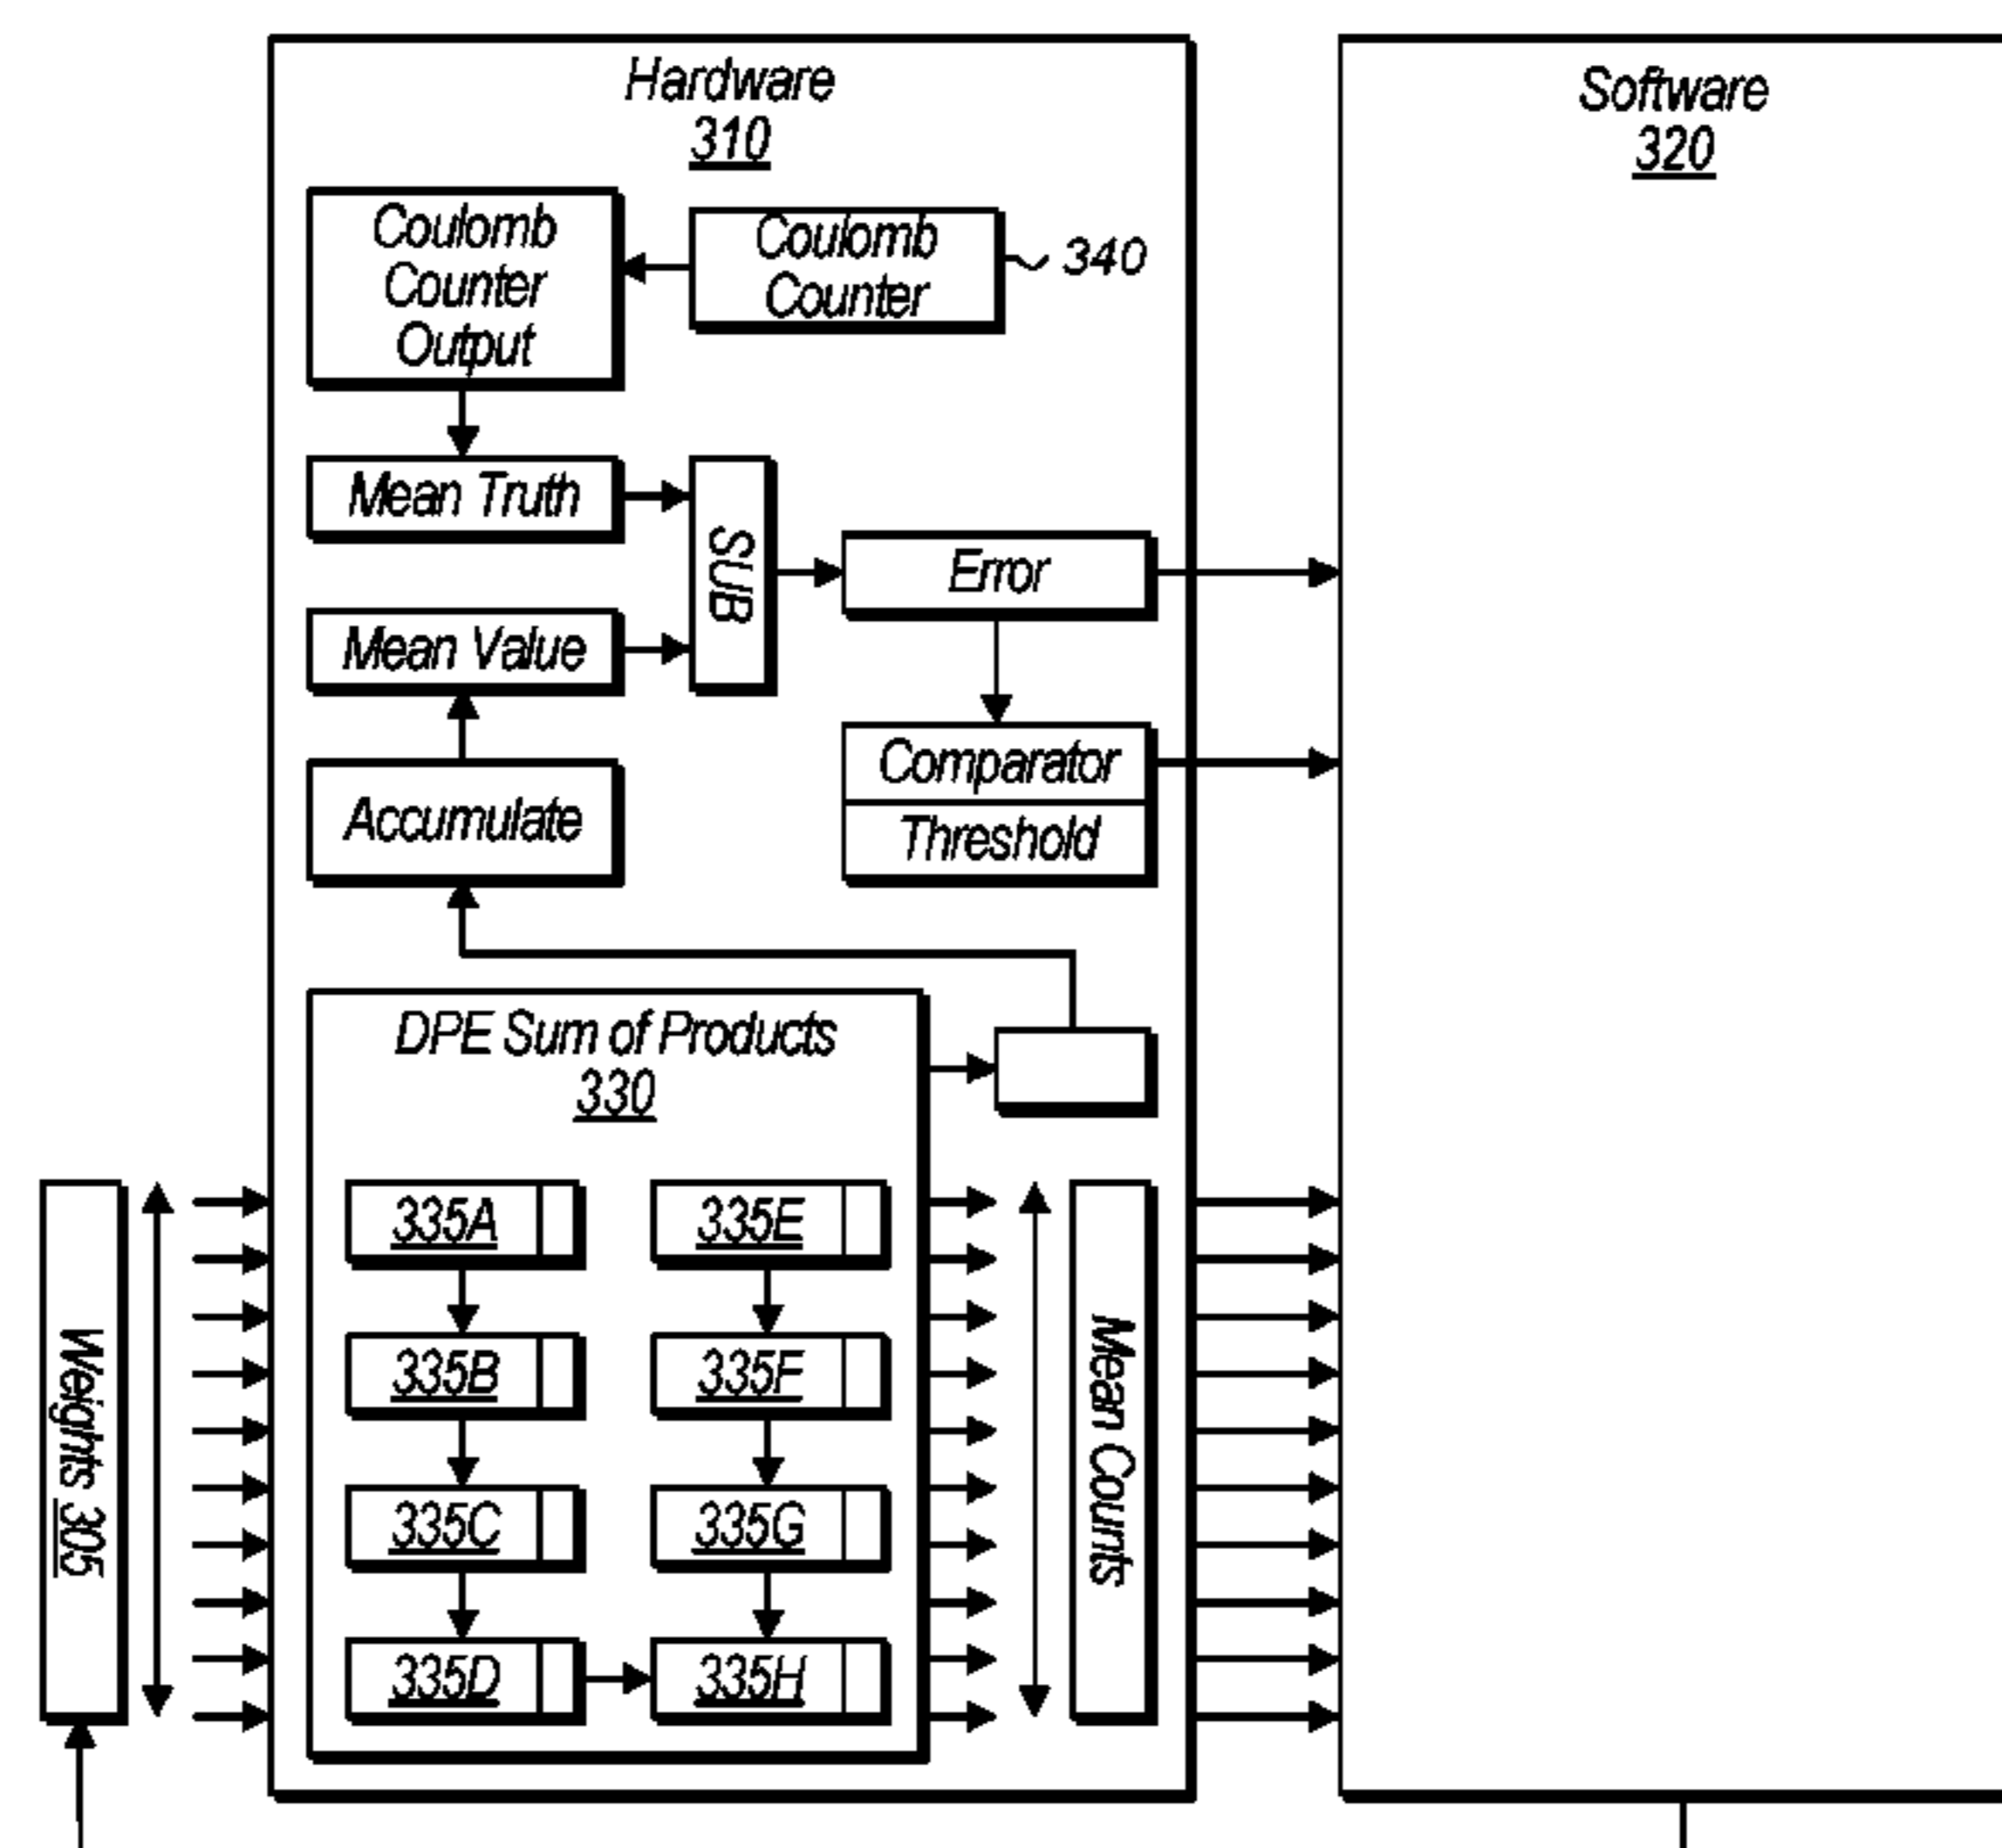 Hardware
310
Software
320
Coulomb
Counter
Output
Coulomb
Counter
340
Mean Truth
SUB
Error
Mean Value
Comparator
Threshold
Accumulate
DPE Sum of Products
330
335A
335E
335B
335F
335C
335G
335D
335H
Weights 305
Mean Counts